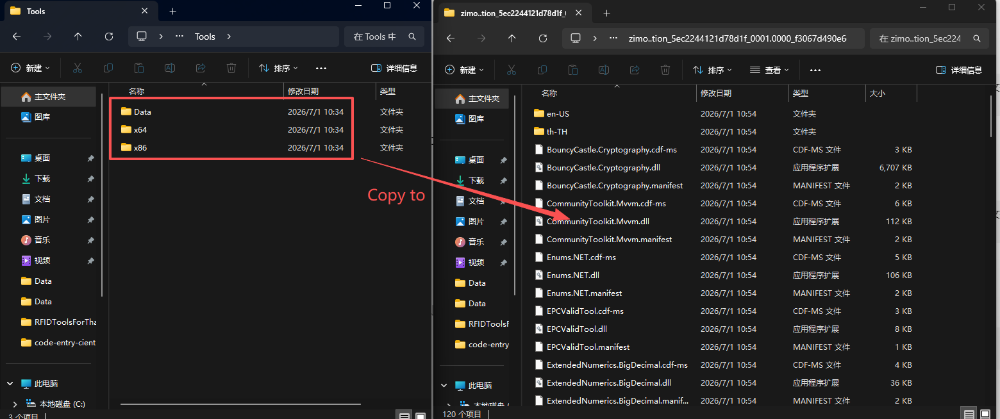 Tools
Tools
在 Tools 中
新建
排序
详细信息
主文件夹
图库
桌面
下载
文档
图片
音乐
视频
Data
Data
RFIDToolsForTha
code-entry-cient
此电脑
本地磁盘 (C:)
名称 修改日期 类型
Data 2026/7/1 10:34 文件夹
x64 2026/7/1 10:34 文件夹
x86 2026/7/1 10:34 文件夹
3 个项目
Copy to
zimo..tion_5ec2244121d78d1f_(
zimo..tion_5ec2244121d78d1f_0001.0000_f3067d490e6
在 zimo..tion_5ec224
新建
排序
查看
详细信息
主文件夹
图库
桌面
下载
文档
图片
音乐
视频
Data
Data
RFIDToolsF
code-entry
此电脑
本地磁盘 (
名称 修改日期 类型 大小
en-US 2026/7/1 10:54 文件夹
th-TH 2026/7/1 10:54 文件夹
BouncyCastle.Cryptography.cdf-ms 2026/7/1 10:54 CDF-MS 文件 3 KB
BouncyCastle.Cryptography.dll 2026/7/1 10:54 应用程序扩展 6,707 KB
BouncyCastle.Cryptography.manifest 2026/7/1 10:54 MANIFEST 文件 2 KB
CommunityToolkit.Mvvm.cdf-ms 2026/7/1 10:54 CDF-MS 文件 6 KB
CommunityToolkit.Mvvm.dll 2026/7/1 10:54 应用程序扩展 112 KB
CommunityToolkit.Mvvm.manifest 2026/7/1 10:54 MANIFEST 文件 2 KB
Enums.NET.cdf-ms 2026/7/1 10:54 CDF-MS 文件 5 KB
Enums.NET.dll 2026/7/1 10:54 应用程序扩展 106 KB
Enums.NET.manifest 2026/7/1 10:54 MANIFEST 文件 2 KB
EPCValidTool.cdf-ms 2026/7/1 10:54 CDF-MS 文件 3 KB
EPCValidTool.dll 2026/7/1 10:54 应用程序扩展 8 KB
EPCValidTool.manifest 2026/7/1 10:54 MANIFEST 文件 1 KB
ExtendedNumerics.BigDecimal.cdf-ms 2026/7/1 10:54 CDF-MS 文件 4 KB
ExtendedNumerics.BigDecimal.dll 2026/7/1 10:54 应用程序扩展 36 KB
ExtendedNumerics.BigDecimal.manif... 2026/7/1 10:54 MANIFEST 文件 2 KB
120 个项目